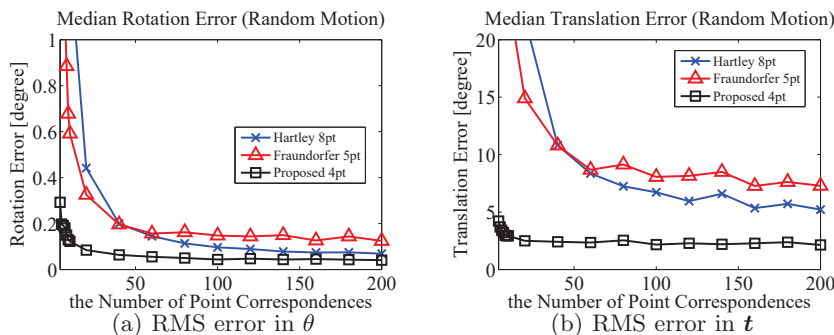 Median Rotation Error (Random Motion)
1
0.8
0.6
0.4
0.2
0
Rotation Error [degree]
Hartley 8pt
Fraundorfer 5pt
Proposed 4pt
50 100 150 200
the Number of Point Correspondences
(a) RMS error in θ
Median Translation Error (Random Motion)
20
15
10
5
0
Translation Error [degree]
Hartley 8pt
Fraundorfer 5pt
Proposed 4pt
50 100 150 200
the Number of Point Correspondences
(b) RMS error in t